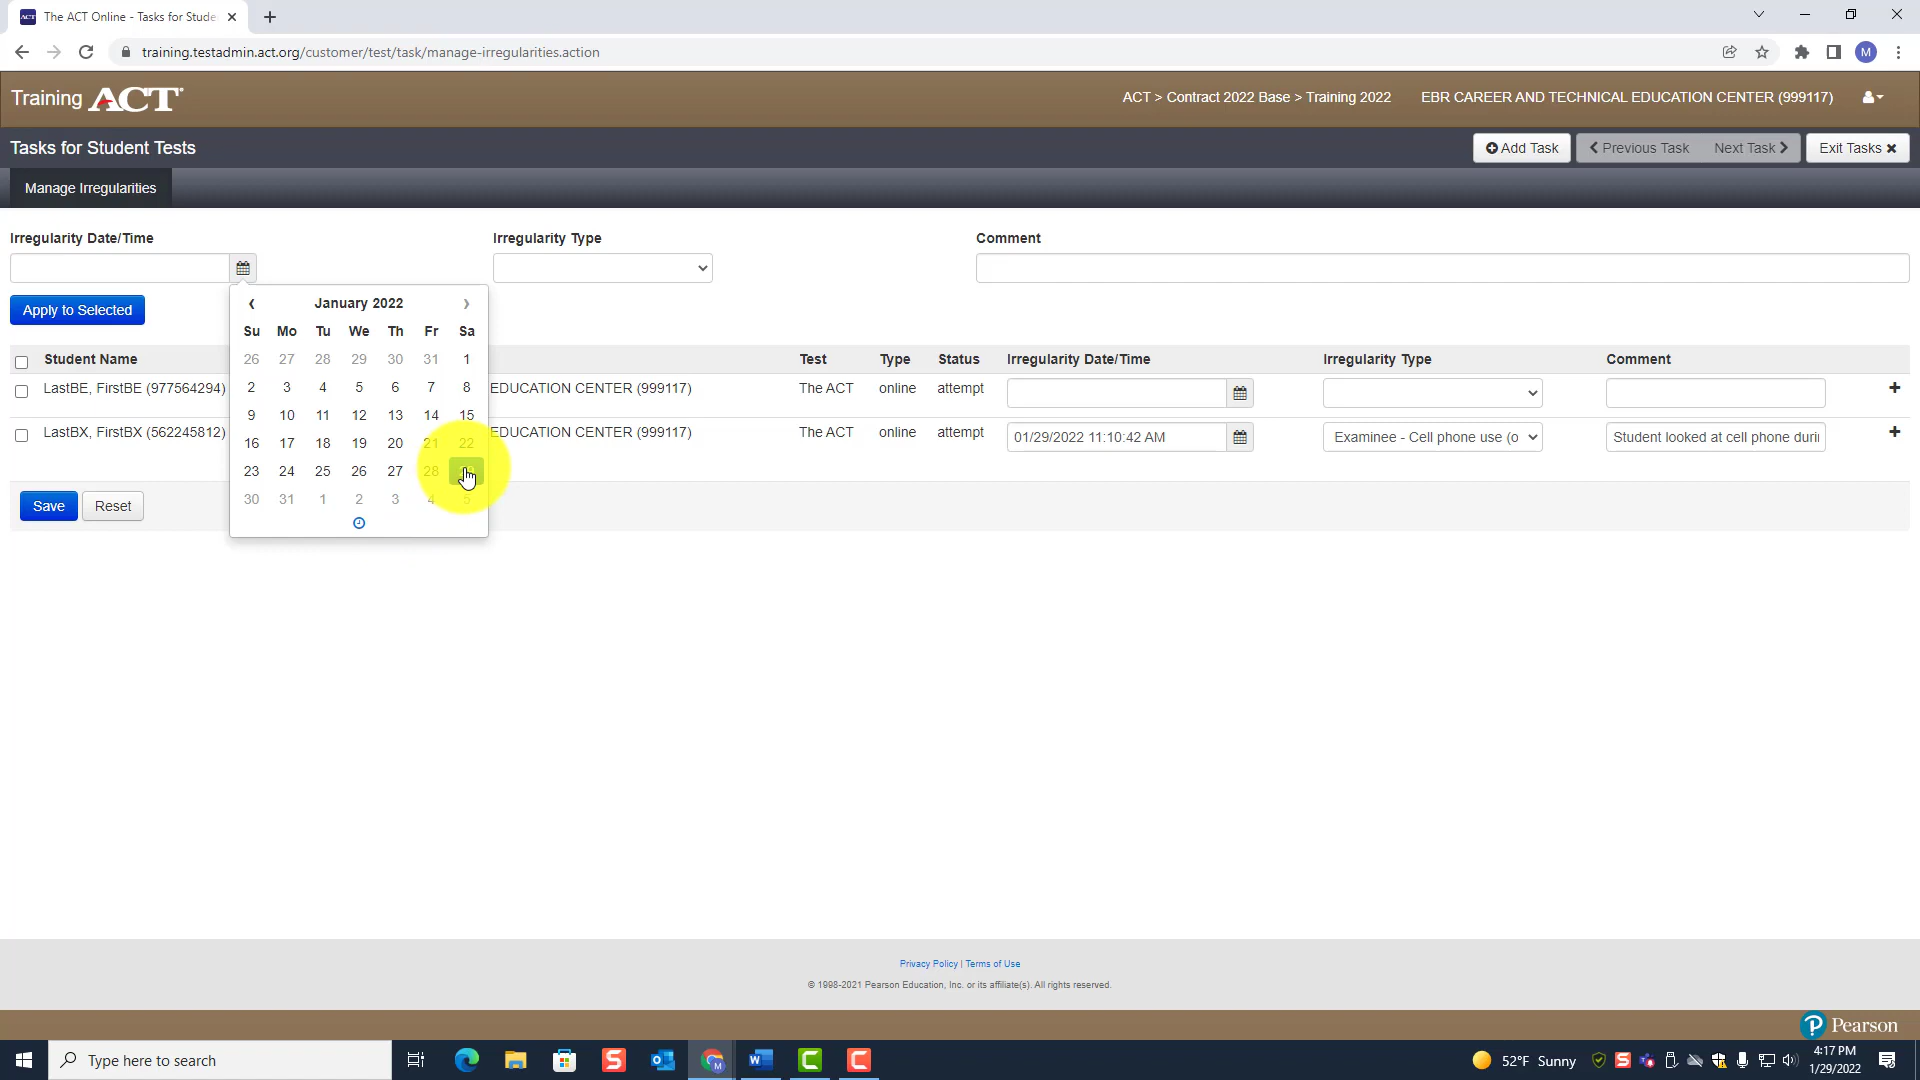 The ACT Online - Tasks for Stude
training.testadmin.act.org/customer/test/task/manage-irregularities.action
M
Training ACT
ACT > Contract 2022 Base > Training 2022
EBR CAREER AND TECHNICAL EDUCATION CENTER (999117)
Tasks for Student Tests
Add Task
Previous Task
Next Task
Exit Tasks
Manage Irregularities
Irregularity Date/Time
Irregularity Type
Comment
Apply to Selected
January 2022
Su Mo Tu We Th Fr Sa
26 27 28 29 30 31 1
2 3 4 5 6 7 8
9 10 11 12 13 14 15
16 17 18 19 20 21 22
23 24 25 26 27 28
30 31 1 2 3 4 5
Student Name
Test Type Status Irregularity Date/Time Irregularity Type Comment
LastBE, FirstBE (977564294)
EDUCATION CENTER (999117)
The ACT online attempt
LastBX, FirstBX (562245812)
EDUCATION CENTER (999117)
The ACT online attempt
01/29/2022 11:10:42 AM
Examinee - Cell phone use (o
Student looked at cell phone duri
Save
Reset
Privacy Policy | Terms of Use
© 1998-2021 Pearson Education, Inc. or its affiliate(s). All rights reserved.
Pearson
Type here to search
52°F Sunny
4:17 PM
1/29/2022